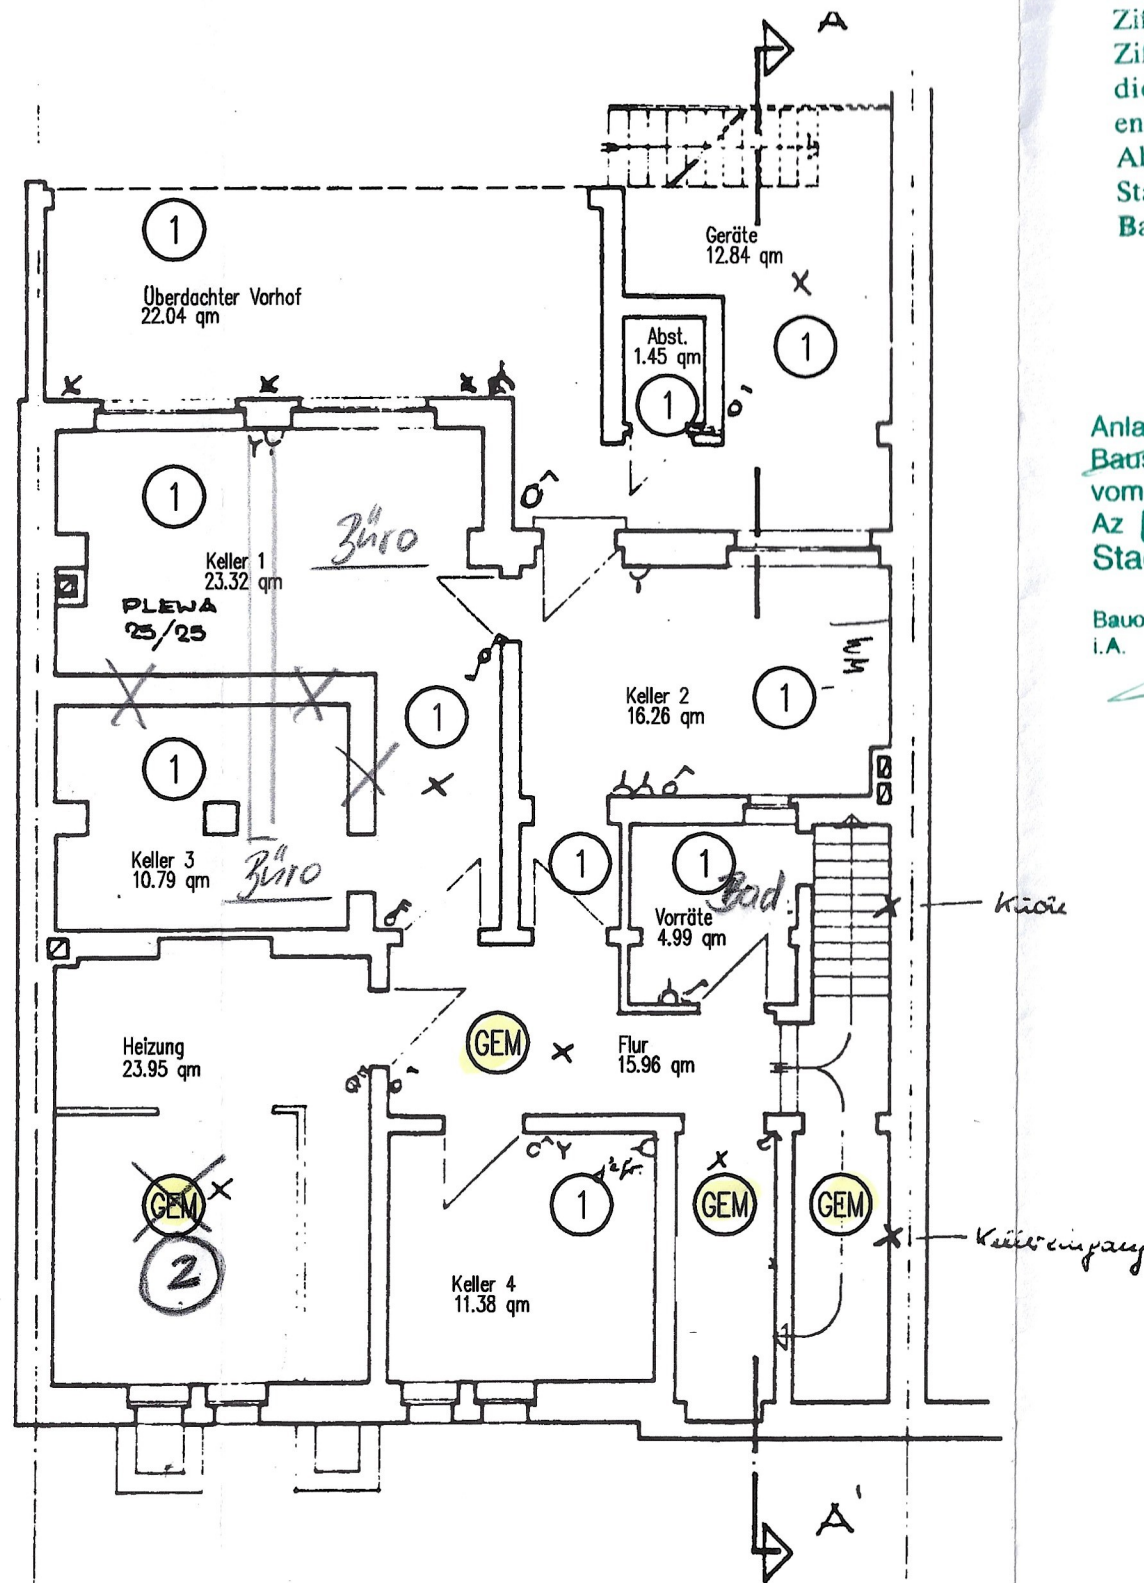 A
1
Überdachter Vorhof
22.04 qm
Geräte
12.84 qm
1
Abst.
1.45 qm
1
1
Keller 1
23.32 qm
Büro
PLEWA
25/25
1
Keller 2
16.26 qm
1
WM
1
Keller 3
10.79 qm
Büro
1
1
Bad
Vorräte
4.99 qm
Küche
Heizung
23.95 qm
GEM
Flur
15.96 qm
GEM
2
1
GEM
GEM
Kellereingang
Keller 4
11.38 qm
A'
Anla
Baus
vom
Az
Sta
i.A.